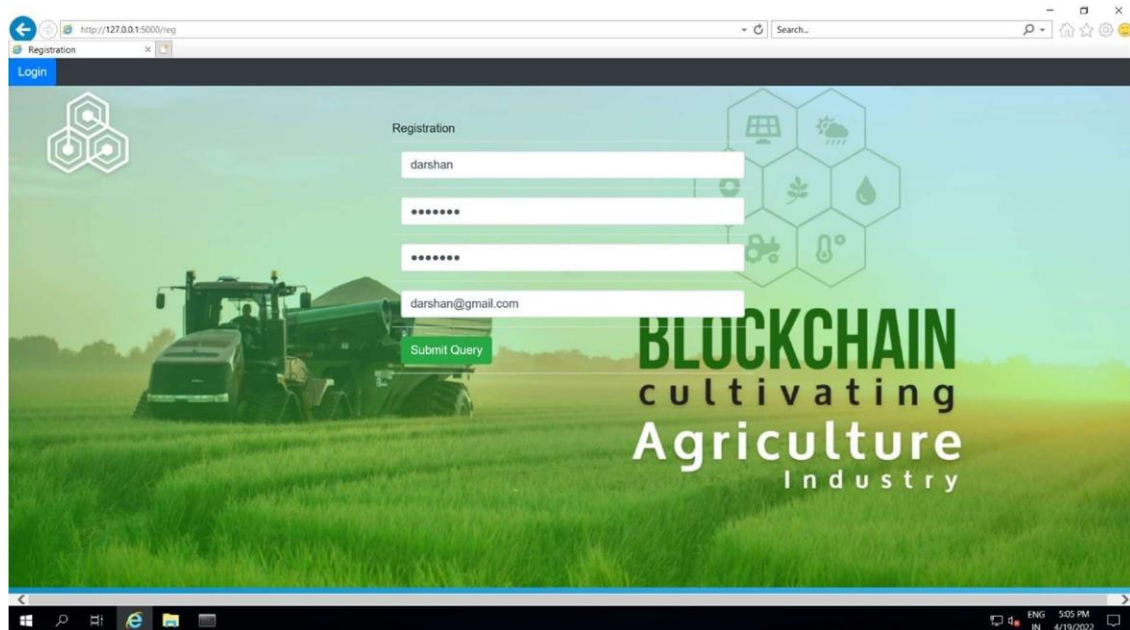 http://127.0.0.1:5000/reg
Search...
Registration
Login
Registration
darshan
•••••••
•••••••
darshan@gmail.com
Submit Query
BLOCKCHAIN
cultivating
Agriculture
Industry
ENG 5:05 PM
IN 4/19/2022